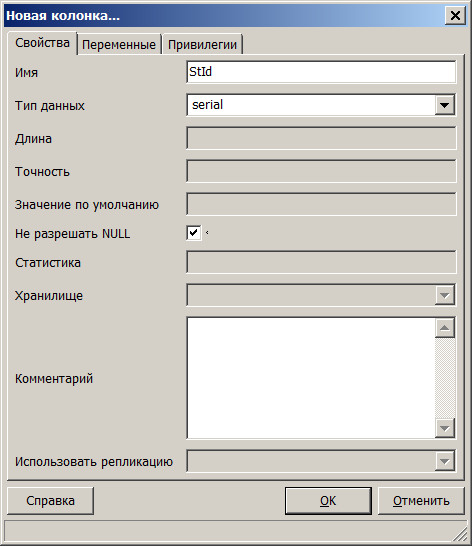 Новая колонка...
Свойства Переменные Привилегии
Имя StId
Тип данных serial
Длина
Точность
Значение по умолчанию
Не разрешать NULL
Статистика
Хранилище
Комментарий
Использовать репликацию
Справка OK Отменить